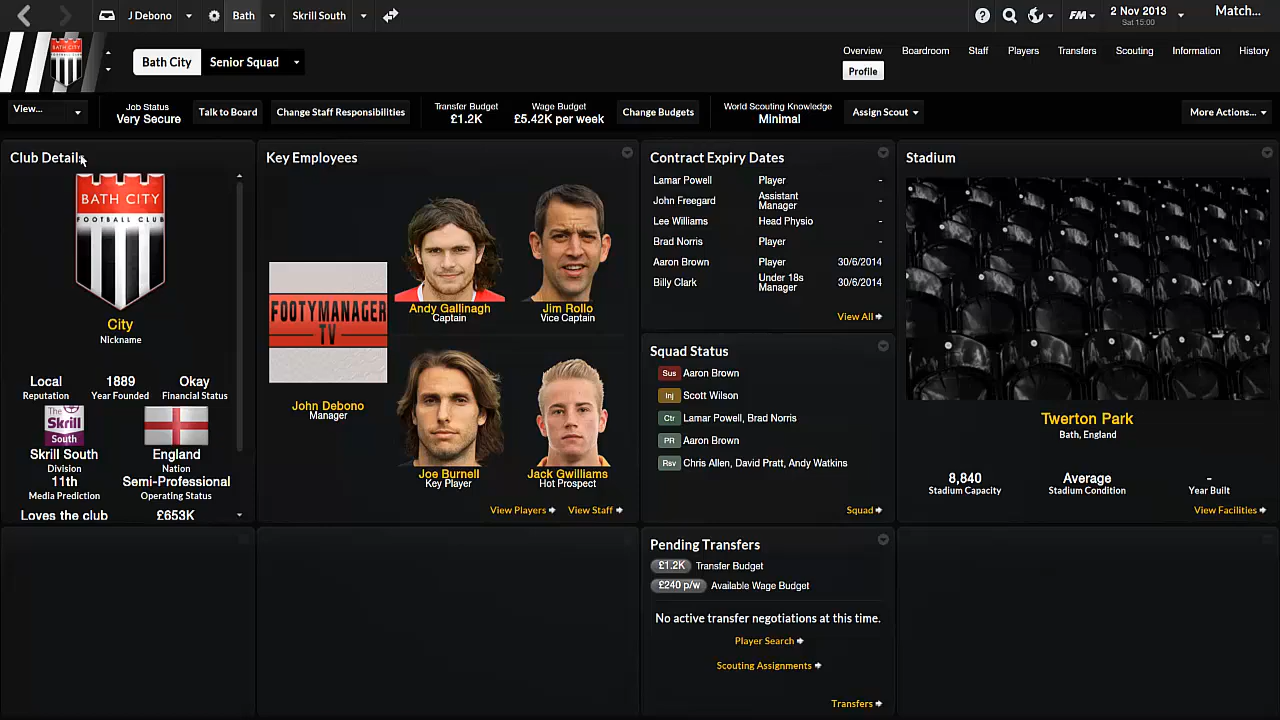 J Debono
Bath
Skrill South
FM
2 Nov 2013
Sat 15:00
Match...
BATH CITY
Bath City
Senior Squad
Overview
Boardroom
Staff
Players
Transfers
Scouting
Information
History
Profile
View...
Job Status
Very Secure
Talk to Board
Change Staff Responsibilities
Transfer Budget
£1.2K
Wage Budget
£5.42K per week
Change Budgets
World Scouting Knowledge
Minimal
Assign Scout
More Actions...
Club Details
BATH CITY
FOOTBALL CLUB
City
Nickname
Local
Reputation
1889
Year Founded
Okay
Financial Status
The
Skrill
South
Skrill South
Division
England
Nation
11th
Media Prediction
Semi-Professional
Operating Status
Loves the club
£653K
Key Employees
FOOTYMANAGER
TV
John Debono
Manager
Andy Gallinagh
Captain
Jim Rollo
Vice Captain
Joe Burnell
Key Player
Jack Gwilliams
Hot Prospect
View Players
View Staff
Contract Expiry Dates
Lamar Powell Player -
John Freegard Assistant Manager -
Lee Williams Head Physio -
Brad Norris Player -
Aaron Brown Player 30/6/2014
Billy Clark Under 18s Manager 30/6/2014
View All
Squad Status
Sus Aaron Brown
Inj Scott Wilson
Ctr Lamar Powell, Brad Norris
PR Aaron Brown
Rsv Chris Allen, David Pratt, Andy Watkins
Squad
Pending Transfers
£1.2K Transfer Budget
£240 p/w Available Wage Budget
No active transfer negotiations at this time.
Player Search
Scouting Assignments
Transfers
Stadium
Twerton Park
Bath, England
8,840
Stadium Capacity
Average
Stadium Condition
-
Year Built
View Facilities